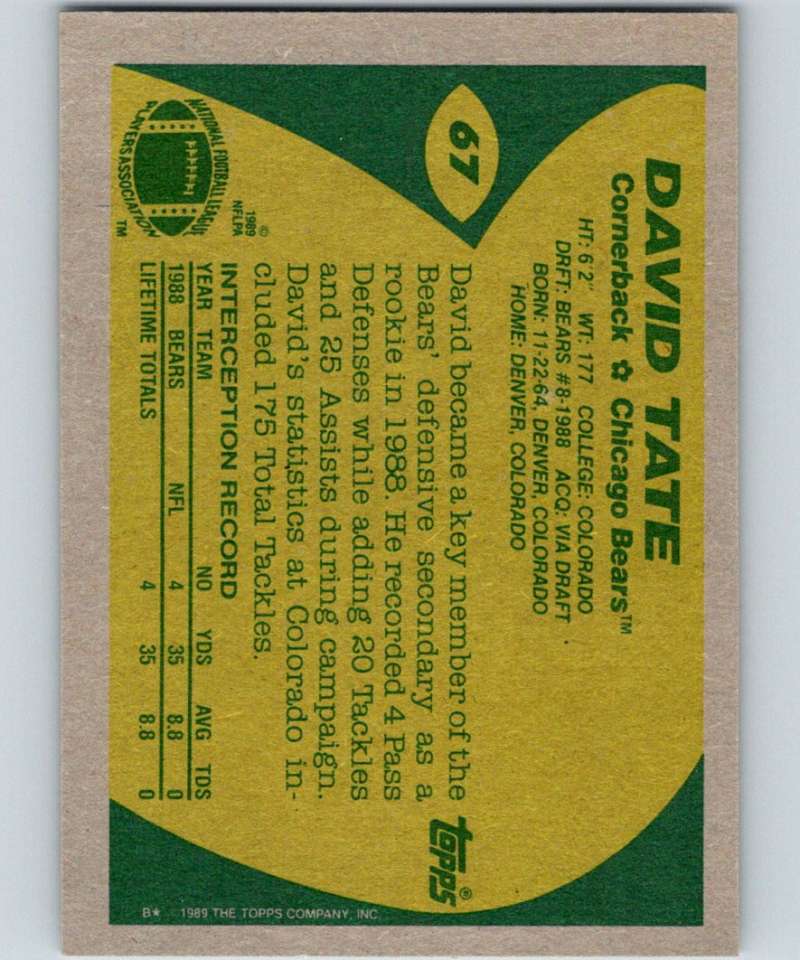 67
DAVID TATE
Cornerback ✿ Chicago Bears™
HT: 6'2" WT: 177 COLLEGE: COLORADO
DRFT: BEARS #8-1988 ACQ: VIA DRAFT
BORN: 11-22-64, DENVER, COLORADO
HOME: DENVER, COLORADO
David became a key member of the
Bears' defensive secondary as a
rookie in 1988. He recorded 4 Pass
Defenses while adding 20 Tackles
and 25 Assists during campaign.
David's statistics at Colorado in-
cluded 175 Total Tackles.
INTERCEPTION RECORD
YEAR TEAM NO YDS AVG TDS
1988 BEARS NFL 4 35 8.8 0
LIFETIME TOTALS 4 35 8.8 0
©
1989
NFLPA
NATIONAL FOOTBALL LEAGUE
PLAYERS ASSOCIATION
TM
topps®
B★ 1989 THE TOPPS COMPANY, INC.